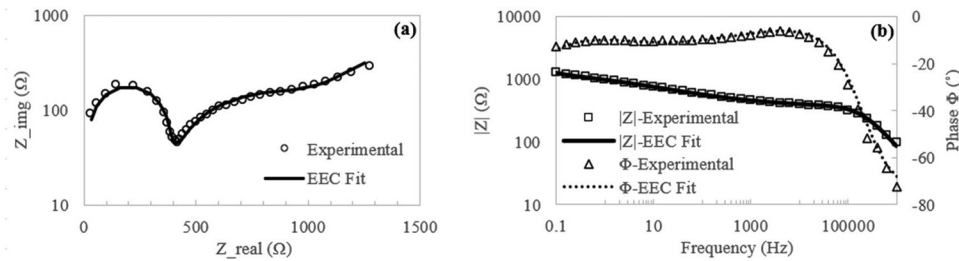 1000
(a)
Z_img (Ω)
100
Experimental
EEC Fit
10
0
500
1000
1500
Z_real (Ω)
10000
0
(b)
1000
-20
|Z| (Ω)
|Z|-Experimental
-40
Phase Φ (°)
100
|Z|-EEC Fit
Φ-Experimental
-60
Φ-EEC Fit
10
-80
0.1
10
1000
100000
Frequency (Hz)